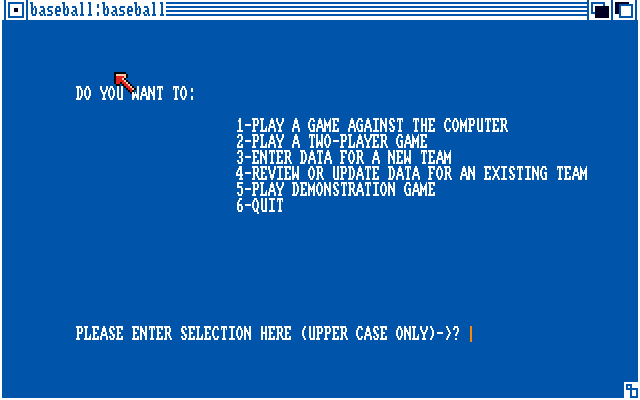 baseball:baseball
DO YOU WANT TO:
1-PLAY A GAME AGAINST THE COMPUTER
2-PLAY A TWO-PLAYER GAME
3-ENTER DATA FOR A NEW TEAM
4-REVIEW OR UPDATE DATA FOR AN EXISTING TEAM
5-PLAY DEMONSTRATION GAME
6-QUIT
PLEASE ENTER SELECTION HERE (UPPER CASE ONLY)->?